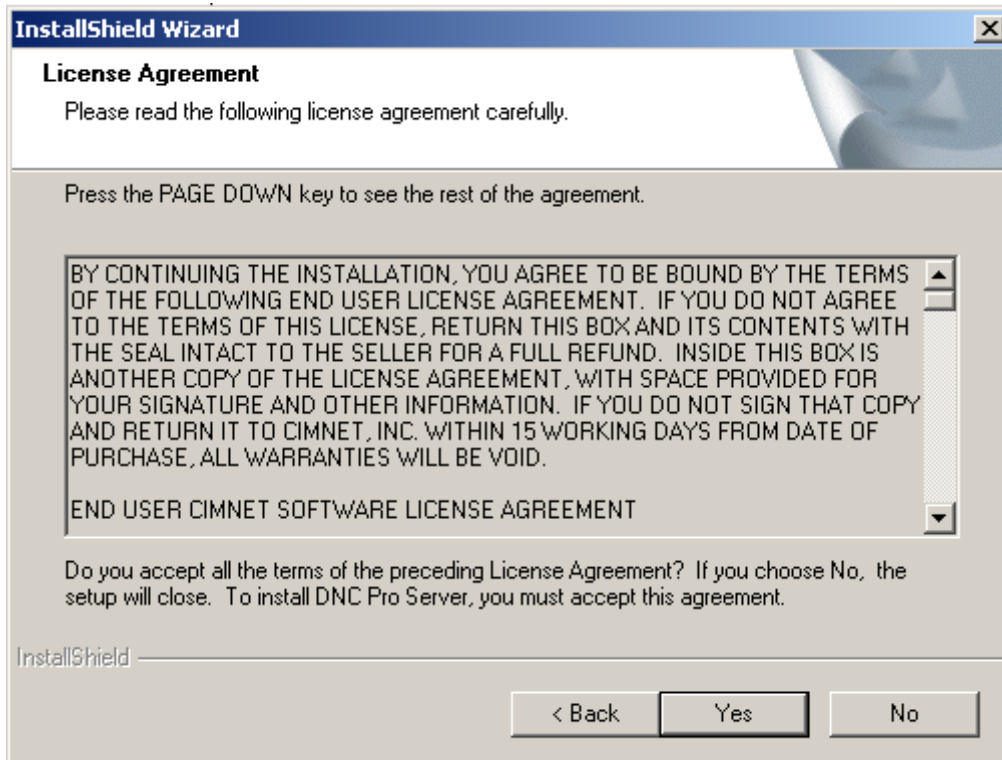 InstallShield Wizard
License Agreement
Please read the following license agreement carefully.
Press the PAGE DOWN key to see the rest of the agreement.
BY CONTINUING THE INSTALLATION, YOU AGREE TO BE BOUND BY THE TERMS
OF THE FOLLOWING END USER LICENSE AGREEMENT.  IF YOU DO NOT AGREE
TO THE TERMS OF THIS LICENSE, RETURN THIS BOX AND ITS CONTENTS WITH
THE SEAL INTACT TO THE SELLER FOR A FULL REFUND.  INSIDE THIS BOX IS
ANOTHER COPY OF THE LICENSE AGREEMENT, WITH SPACE PROVIDED FOR
YOUR SIGNATURE AND OTHER INFORMATION.  IF YOU DO NOT SIGN THAT COPY
AND RETURN IT TO CIMNET, INC. WITHIN 15 WORKING DAYS FROM DATE OF
PURCHASE, ALL WARRANTIES WILL BE VOID.
END USER CIMNET SOFTWARE LICENSE AGREEMENT
Do you accept all the terms of the preceding License Agreement?  If you choose No,  the
setup will close.  To install DNC Pro Server, you must accept this agreement.
InstallShield
< Back
Yes
No